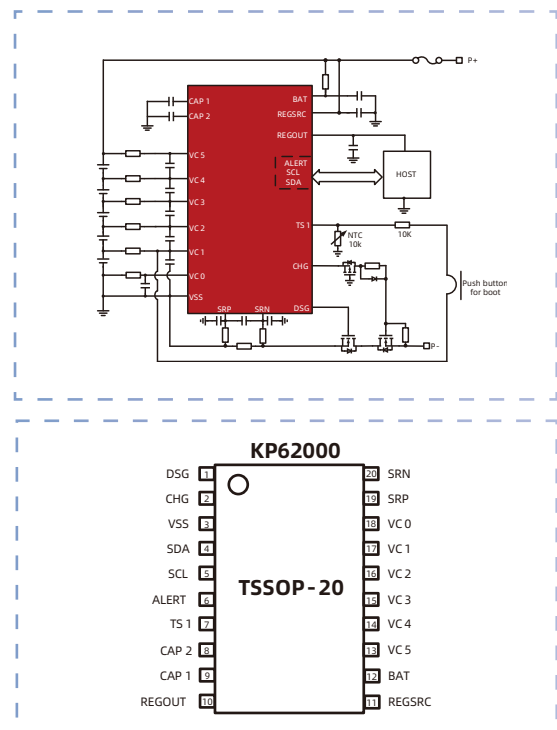 P+
CAP 1
CAP 2
BAT
REGSRC
REGOUT
ALERT
SCL
SDA
HOST
VC 5
VC 4
VC 3
VC 2
VC 1
VC 0
VSS
TS 1
NTC
10k
10K
CHG
Push button
for boot
SRP
SRN
DSG
P-
KP62000
DSG 1
CHG 2
VSS 3
SDA 4
SCL 5
ALERT 6
TS 1 7
CAP 2 8
CAP 1 9
REGOUT 10
TSSOP-20
20 SRN
19 SRP
18 VC 0
17 VC 1
16 VC 2
15 VC 3
14 VC 4
13 VC 5
12 BAT
11 REGSRC